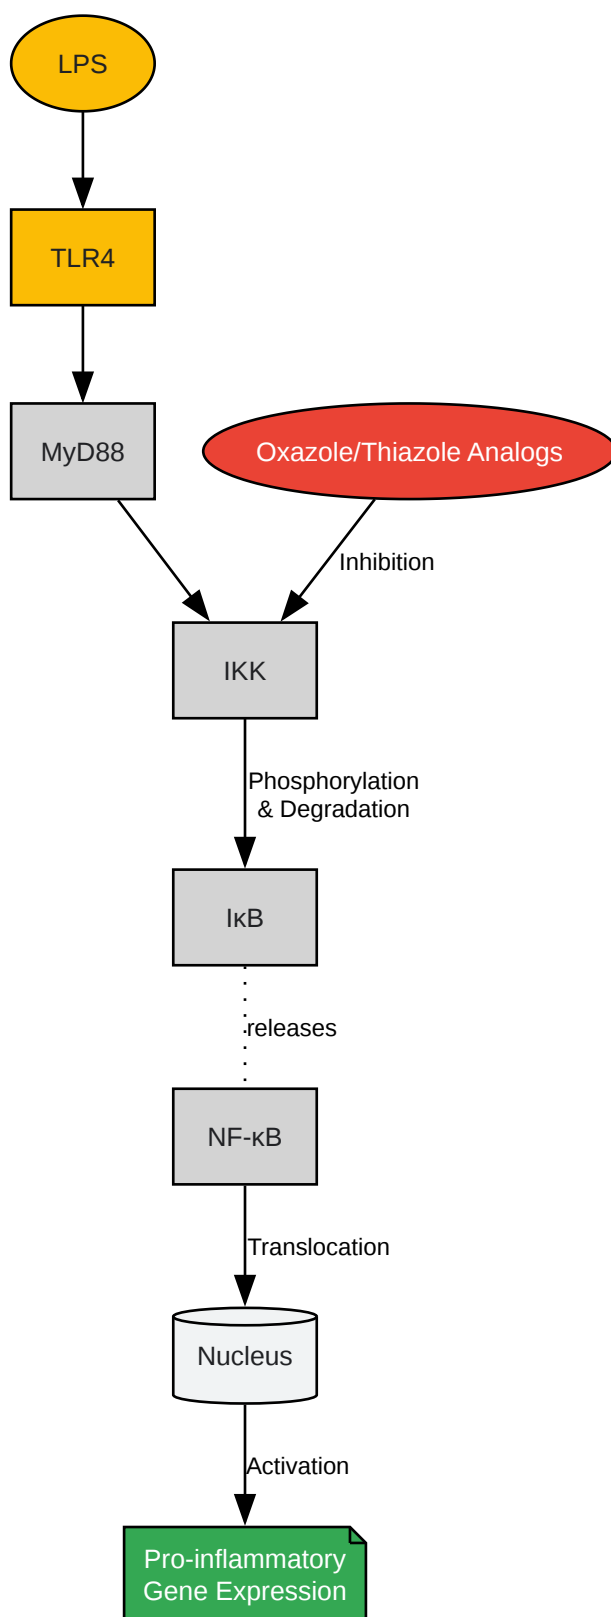 LPS
TLR4
MyD88
Oxazole/Thiazole Analogs
Inhibition
IKK
Phosphorylation
& Degradation
IκB
releases
NF-κB
Translocation
Nucleus
Activation
Pro-inflammatory
Gene Expression